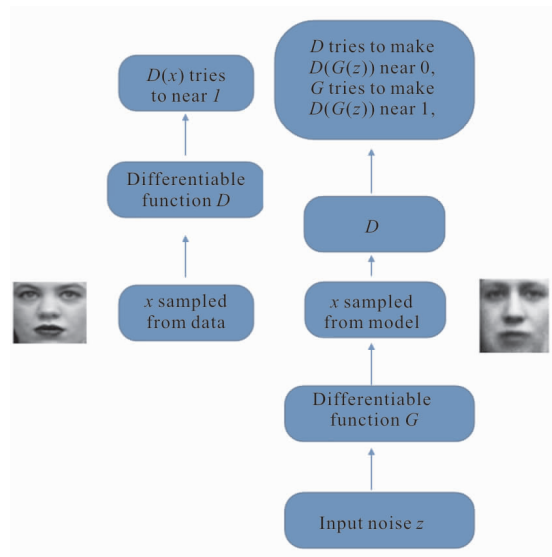 D(x) tries
to near 1
Differentiable
function D
x sampled
from data
D tries to make
D(G(z)) near 0,
G tries to make
D(G(z)) near 1,
D
x sampled
from model
Differentiable
function G
Input noise z